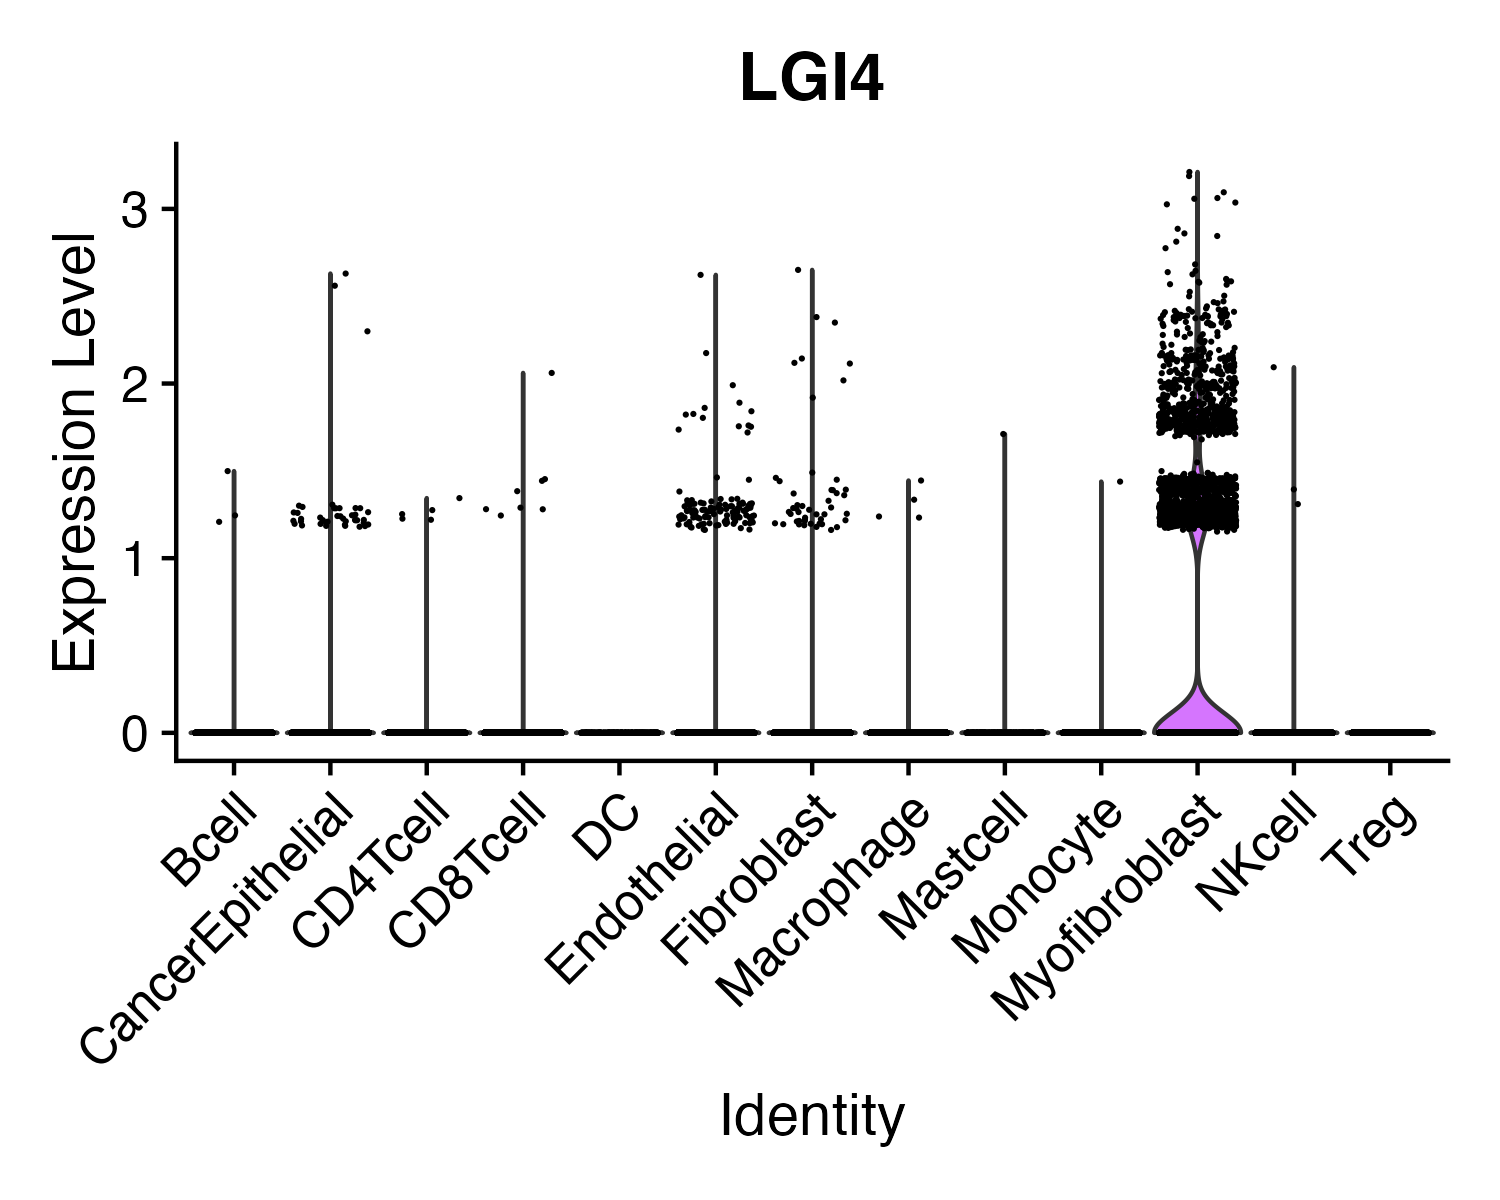 LGI4
Expression Level
3
2
1
0
Bcell
CancerEpithelial
CD4Tcell
CD8Tcell
DC
Endothelial
Fibroblast
Macrophage
Mastcell
Monocyte
Myofibroblast
NKcell
Treg
Identity